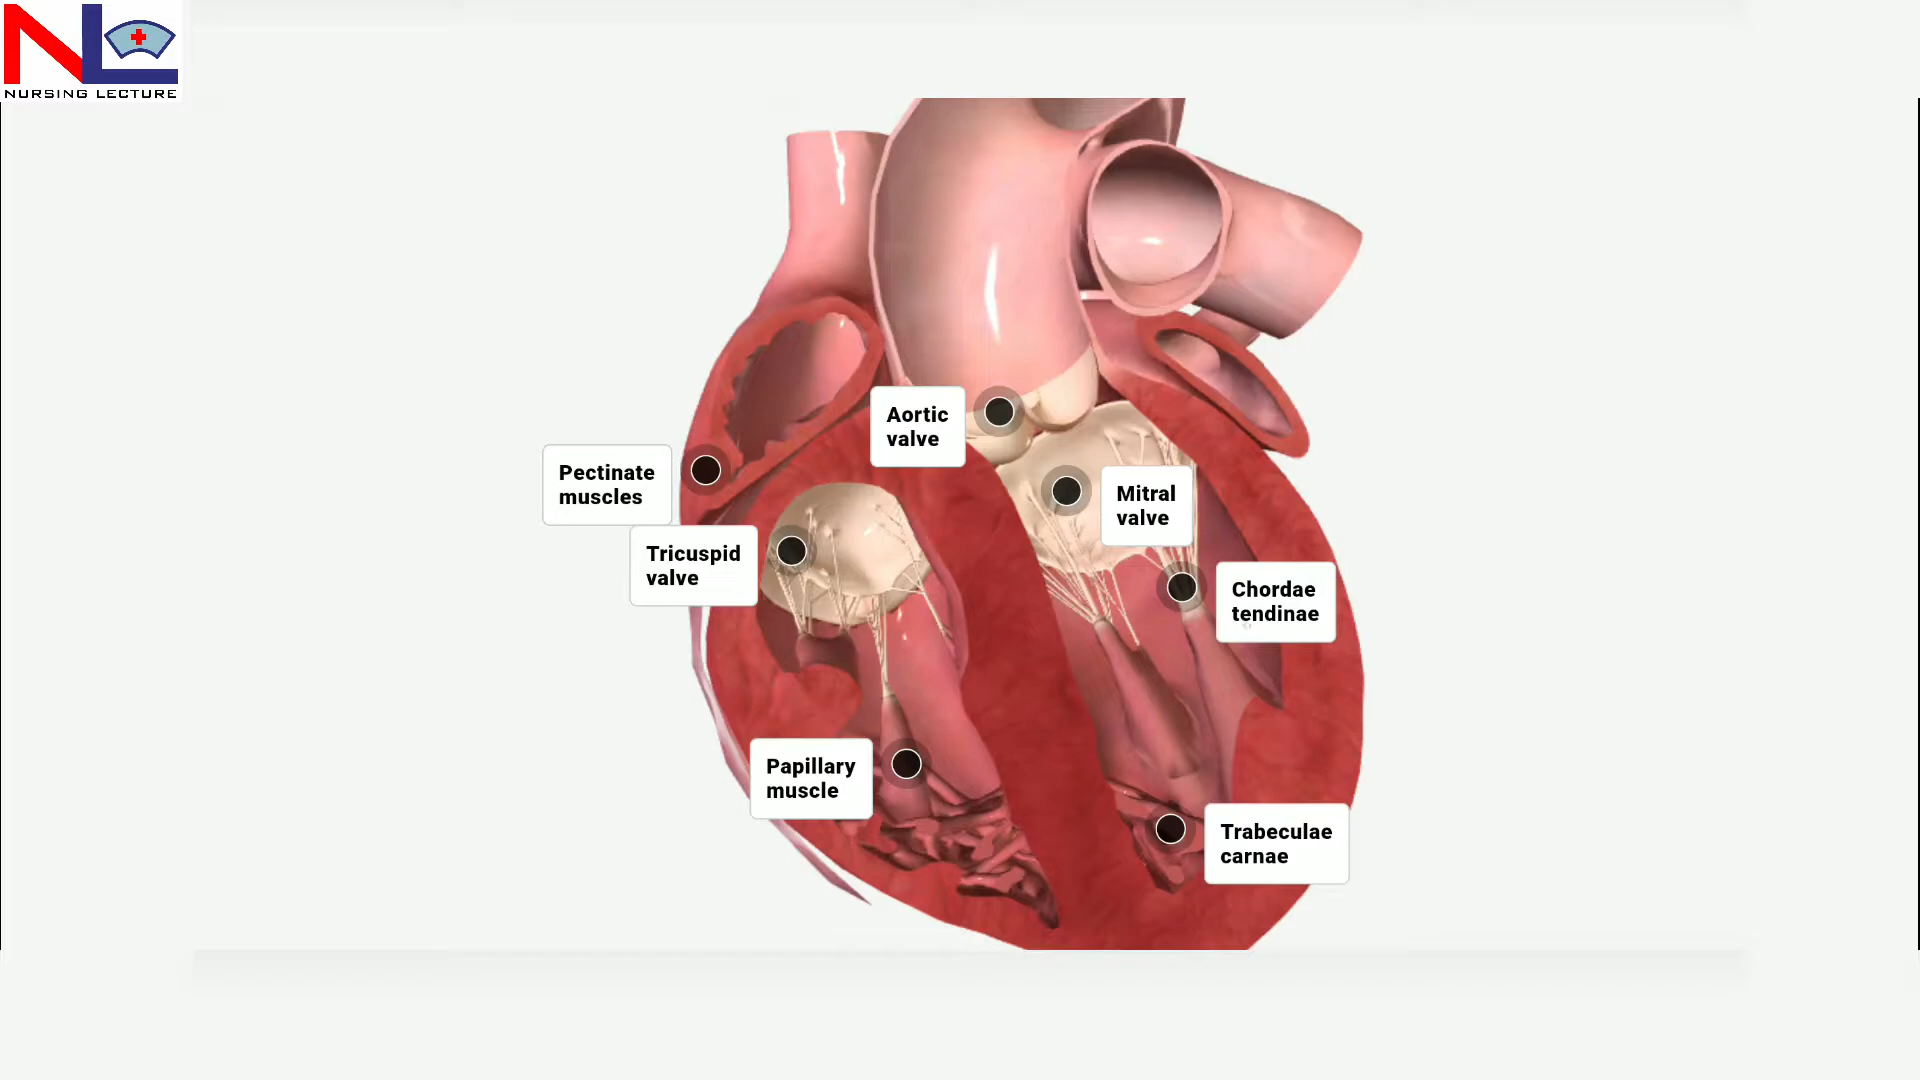 NURSING LECTURE
Aortic
valve
Pectinate
muscles
Mitral
valve
Tricuspid
valve
Chordae
tendinae
Papillary
muscle
Trabeculae
carnae